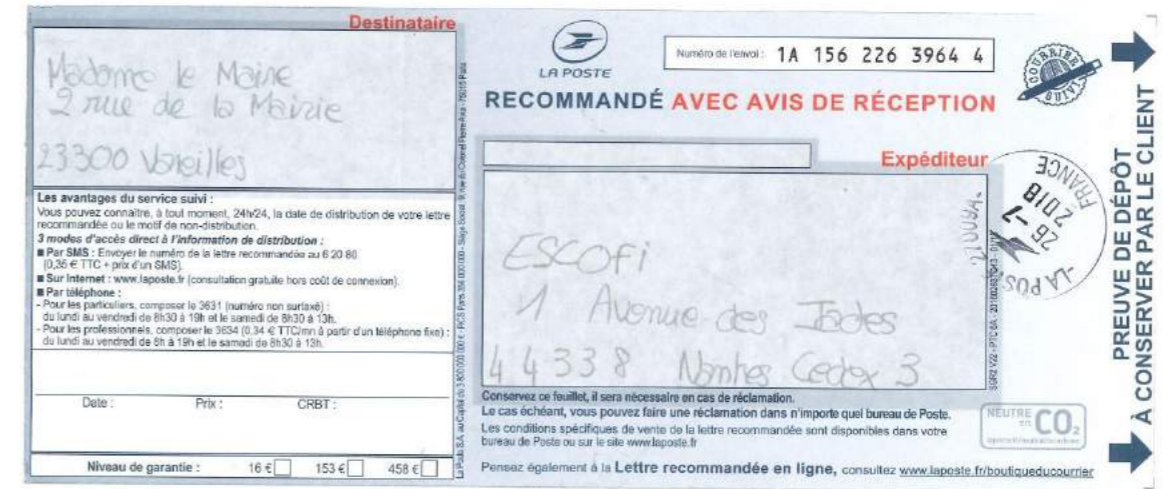 Destinataire
Madame le Maire
2 rue de la Mairie
23300 Vareilles
Les avantages du service suivi :
Vous pouvez connaître, à tout moment, 24h/24, la date de distribution de votre lettre
recommandée ou le motif de non-distribution.
3 modes d'accès direct à l'information de distribution :
■ Par SMS : Envoyer le numéro de la lettre recommandée au 6 20 80
(0,35 € TTC + prix d'un SMS).
■ Sur Internet : www.laposte.fr (consultation gratuite hors coût de connexion).
■ Par téléphone :
- Pour les particuliers, composer le 3631 (numéro non surtaxé) :
du lundi au vendredi de 8h30 à 19h et le samedi de 8h30 à 13h.
- Pour les professionnels, composer le 3634 (0,34 € TTC/mn à partir d'un téléphone fixe) :
du lundi au vendredi de 8h à 19h et le samedi de 8h30 à 13h.
Date : Prix : CRBT :
Niveau de garantie : 16 € 153 € 458 €
LA POSTE
Numéro de l'envoi : 1A 156 226 3964 4
COURRIER SUIVI
RECOMMANDÉ AVEC AVIS DE RÉCEPTION
Expéditeur
ESCOFI
1 Avenue des Jades
44338 Nantes Cedex 3
LA POSTE
26-7
2018
FRANCE
Conservez ce feuillet, il sera nécessaire en cas de réclamation.
Le cas échéant, vous pouvez faire une réclamation dans n'importe quel bureau de Poste.
Les conditions spécifiques de vente de la lettre recommandée sont disponibles dans votre
bureau de Poste ou sur le site www.laposte.fr
Pensez également à la Lettre recommandée en ligne, consultez www.laposte.fr/boutiqueducourrier
NEUTRE
en CO₂
PREUVE DE DÉPÔT
À CONSERVER PAR LE CLIENT